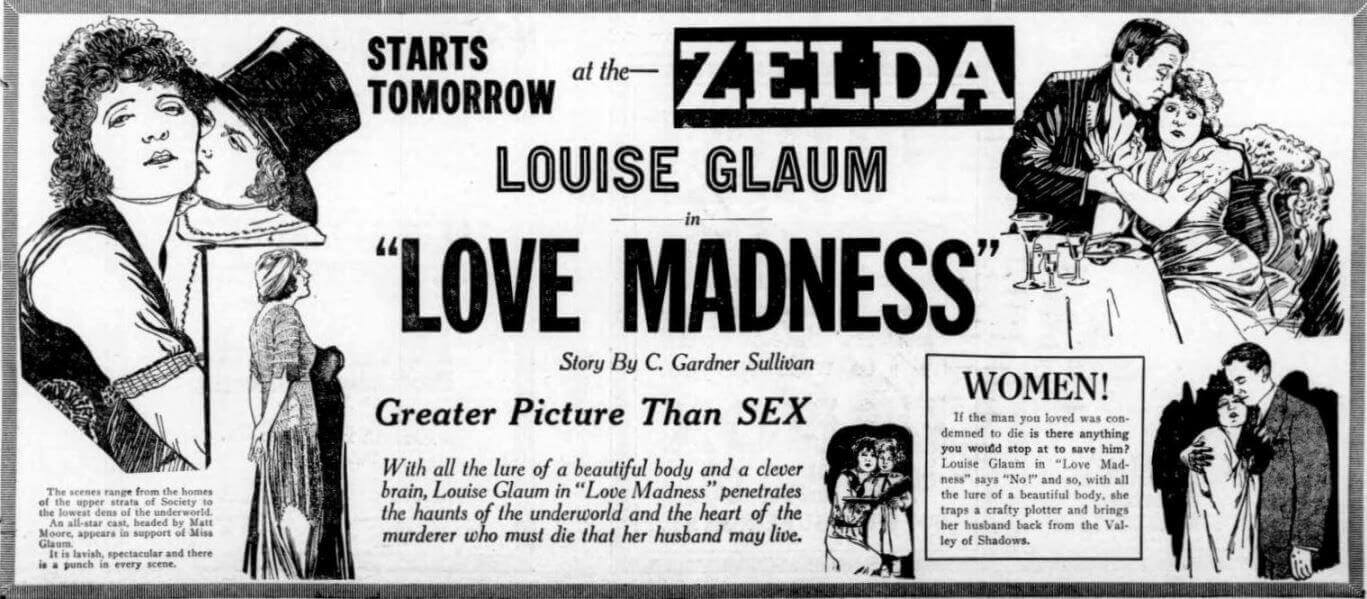 STARTS
TOMORROW
at the—
ZELDA
LOUISE GLAUM
in
"LOVE MADNESS"
Story By C. Gardner Sullivan
Greater Picture Than SEX
With all the lure of a beautiful body and a clever
brain, Louise Glaum in "Love Madness" penetrates
the haunts of the underworld and the heart of the
murderer who must die that her husband may live.
The scenes range from the homes
of the upper strata of Society to
the lowest dens of the underworld.
An all-star cast, headed by Matt
Moore, appears in support of Miss
Glaum.
It is lavish, spectacular and there
is a punch in every scene.
WOMEN!
If the man you loved was con-
demned to die is there anything
you would stop at to save him?
Louise Glaum in "Love Mad-
ness" says "No!" and so, with all
the lure of a beautiful body, she
traps a crafty plotter and brings
her husband back from the Val-
ley of Shadows.